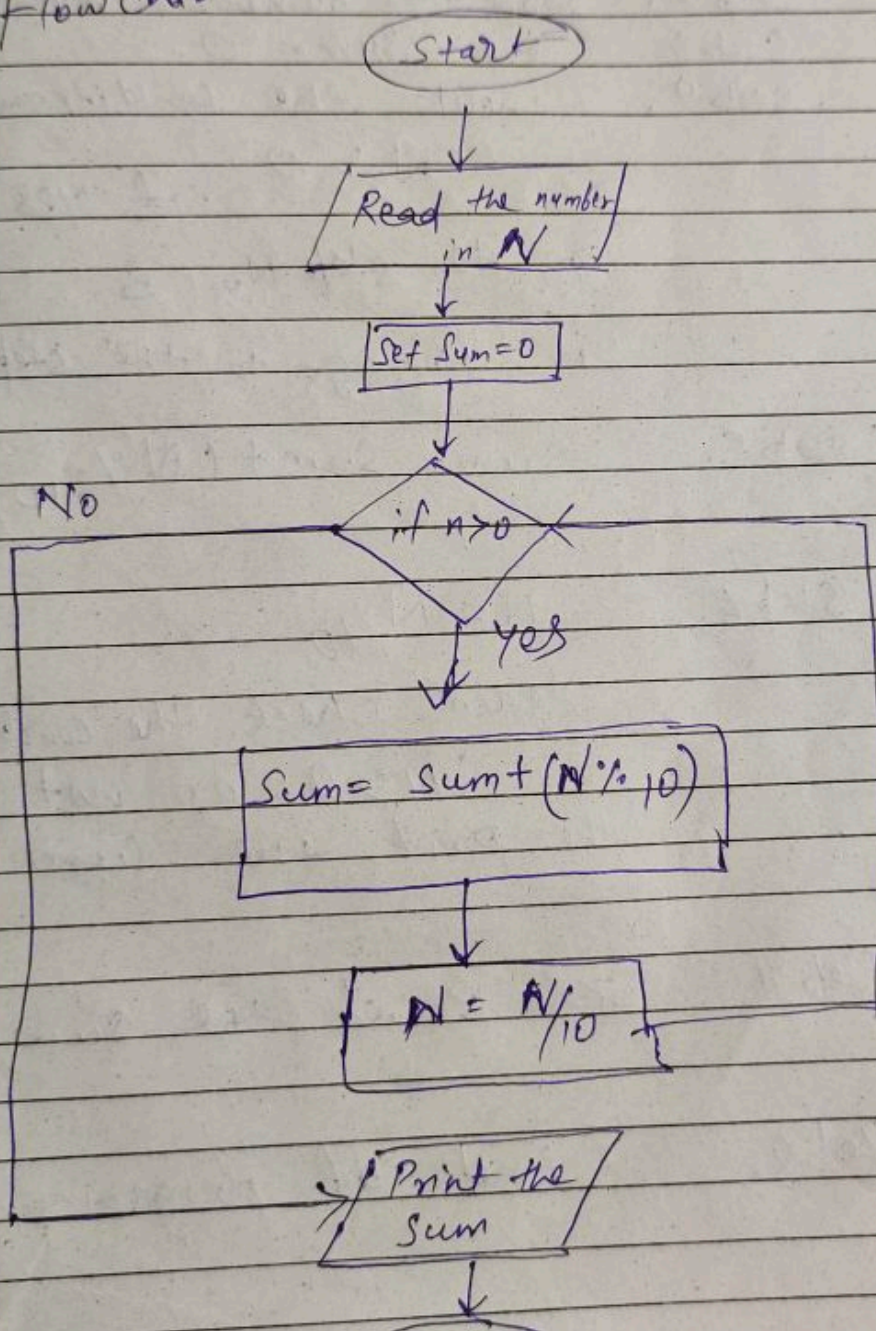 Flow
Start
Read the number
in N
Set Sum=0
if n>0
No
Yes
Sum= Sum+(N%10)
N = N/10
Print the
Sum